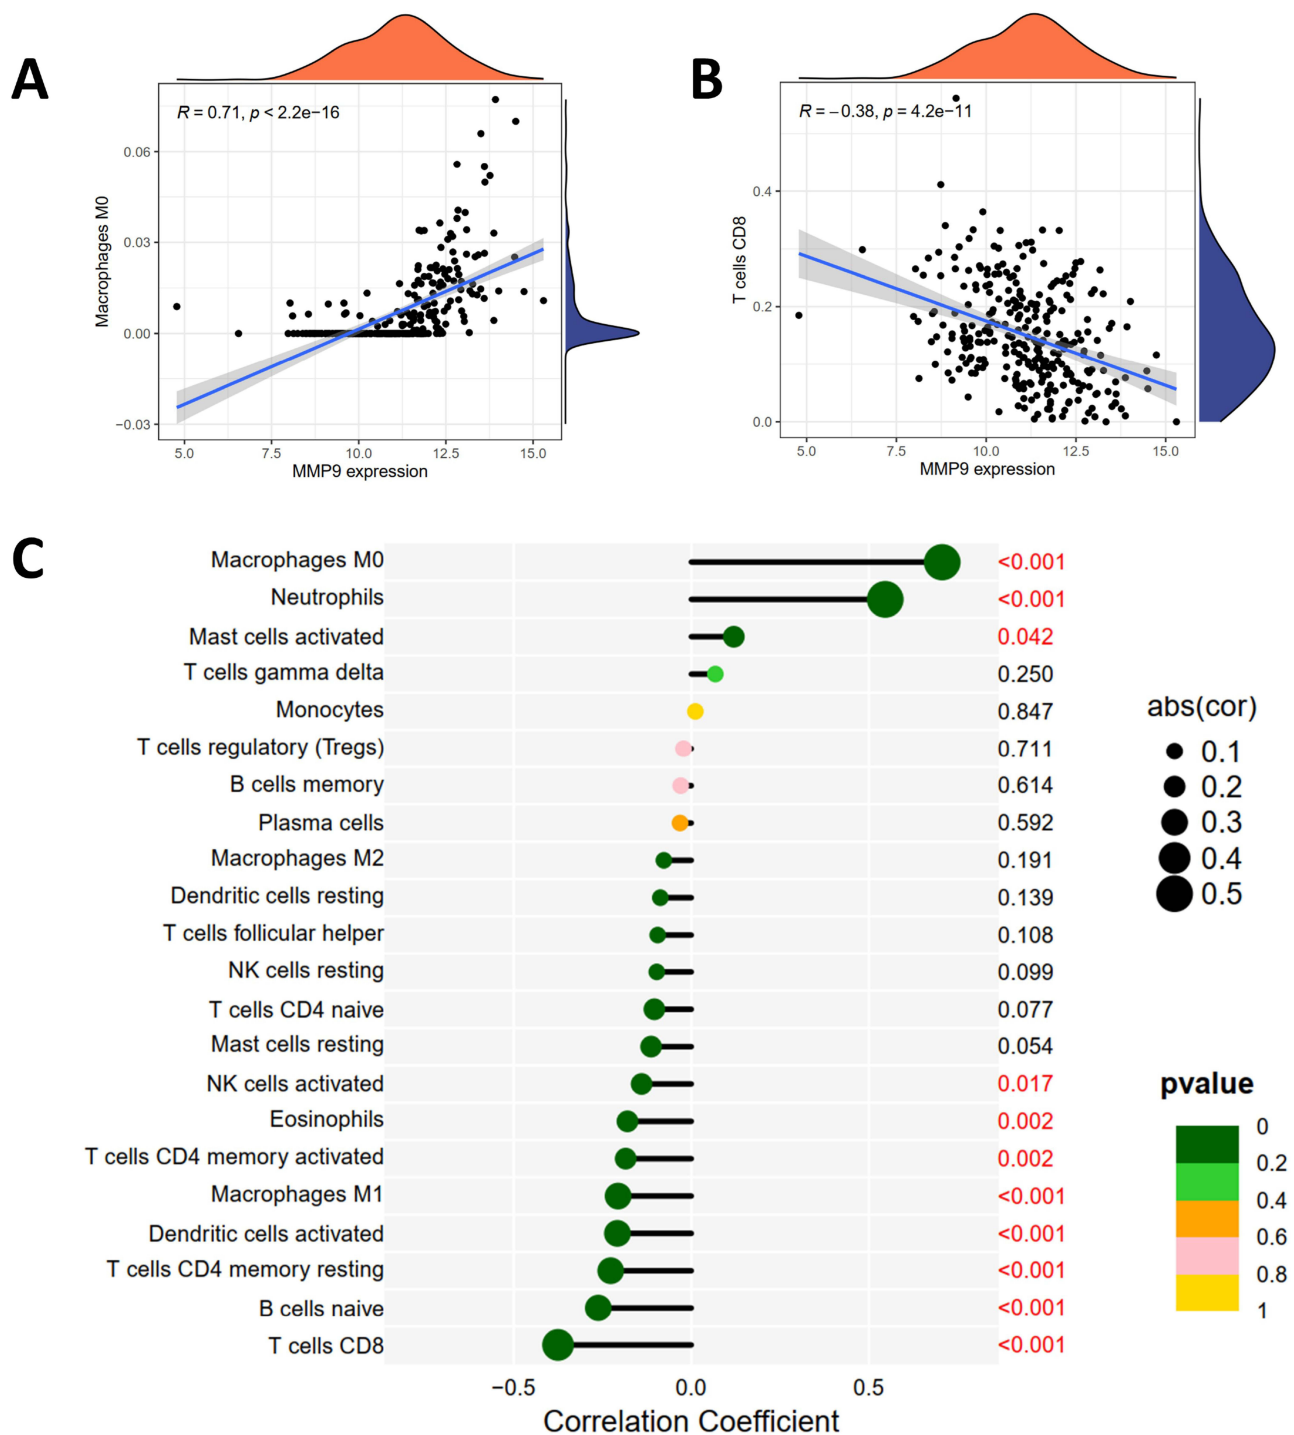 A
R = 0.71, p < 2.2e−16
Macrophages M0
0.06
0.03
0.00
−0.03
5.0 7.5 10.0 12.5 15.0
MMP9 expression
B
R = −0.38, p = 4.2e−11
T cells CD8
0.4
0.2
0.0
5.0 7.5 10.0 12.5 15.0
MMP9 expression
C
Macrophages M0 <0.001
Neutrophils <0.001
Mast cells activated 0.042
T cells gamma delta 0.250
Monocytes 0.847
T cells regulatory (Tregs) 0.711
B cells memory 0.614
Plasma cells 0.592
Macrophages M2 0.191
Dendritic cells resting 0.139
T cells follicular helper 0.108
NK cells resting 0.099
T cells CD4 naive 0.077
Mast cells resting 0.054
NK cells activated 0.017
Eosinophils 0.002
T cells CD4 memory activated 0.002
Macrophages M1 <0.001
Dendritic cells activated <0.001
T cells CD4 memory resting <0.001
B cells naive <0.001
T cells CD8 <0.001
−0.5 0.0 0.5
Correlation Coefficient
abs(cor)
0.1
0.2
0.3
0.4
0.5
pvalue
0
0.2
0.4
0.6
0.8
1